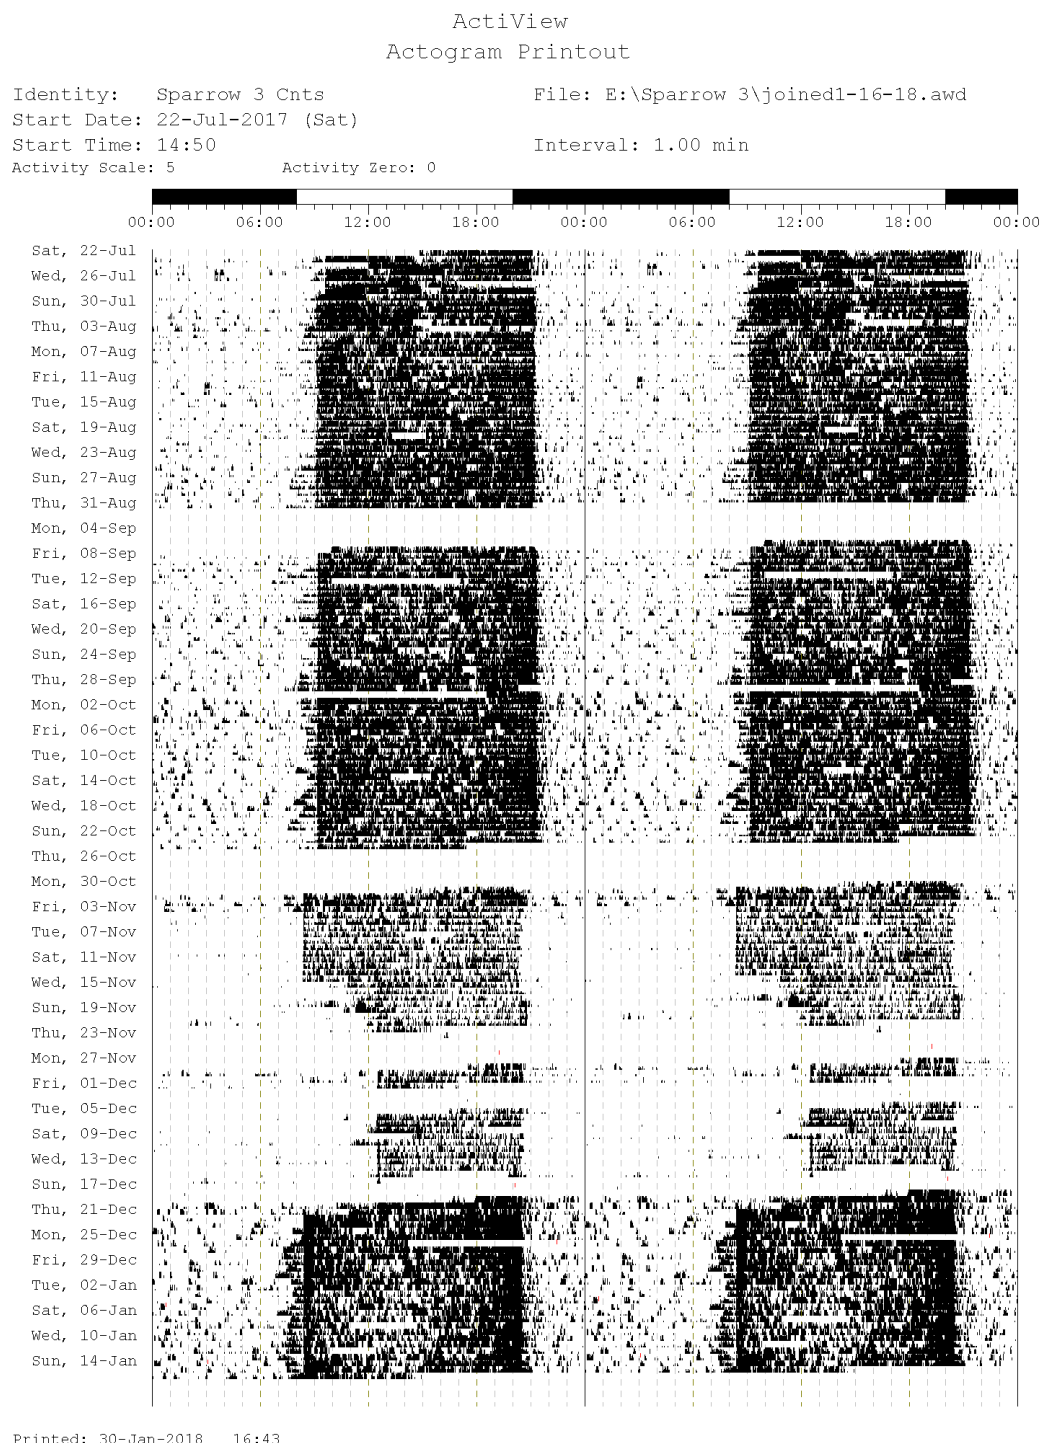 ActiView
Actogram Printout
Identity: Sparrow 3 Cnts File: E:\Sparrow 3\joined1-16-18.awd
Start Date: 22-Jul-2017 (Sat)
Start Time: 14:50 Interval: 1.00 min
Activity Scale: 5 Activity Zero: 0
00:00 06:00 12:00 18:00 00:00 06:00 12:00 18:00 00:00
Sat, 22-Jul
Wed, 26-Jul
Sun, 30-Jul
Thu, 03-Aug
Mon, 07-Aug
Fri, 11-Aug
Tue, 15-Aug
Sat, 19-Aug
Wed, 23-Aug
Sun, 27-Aug
Thu, 31-Aug
Mon, 04-Sep
Fri, 08-Sep
Tue, 12-Sep
Sat, 16-Sep
Wed, 20-Sep
Sun, 24-Sep
Thu, 28-Sep
Mon, 02-Oct
Fri, 06-Oct
Tue, 10-Oct
Sat, 14-Oct
Wed, 18-Oct
Sun, 22-Oct
Thu, 26-Oct
Mon, 30-Oct
Fri, 03-Nov
Tue, 07-Nov
Sat, 11-Nov
Wed, 15-Nov
Sun, 19-Nov
Thu, 23-Nov
Mon, 27-Nov
Fri, 01-Dec
Tue, 05-Dec
Sat, 09-Dec
Wed, 13-Dec
Sun, 17-Dec
Thu, 21-Dec
Mon, 25-Dec
Fri, 29-Dec
Tue, 02-Jan
Sat, 06-Jan
Wed, 10-Jan
Sun, 14-Jan
Printed: 30-Jan-2018 16:43